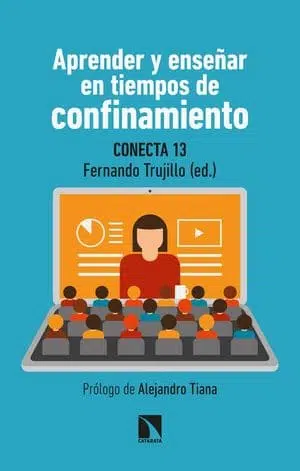 Aprender y enseñar
en tiempos de
confinamiento
CONECTA 13
Fernando Trujillo (ed.)
Prólogo de Alejandro Tiana
CATARATA